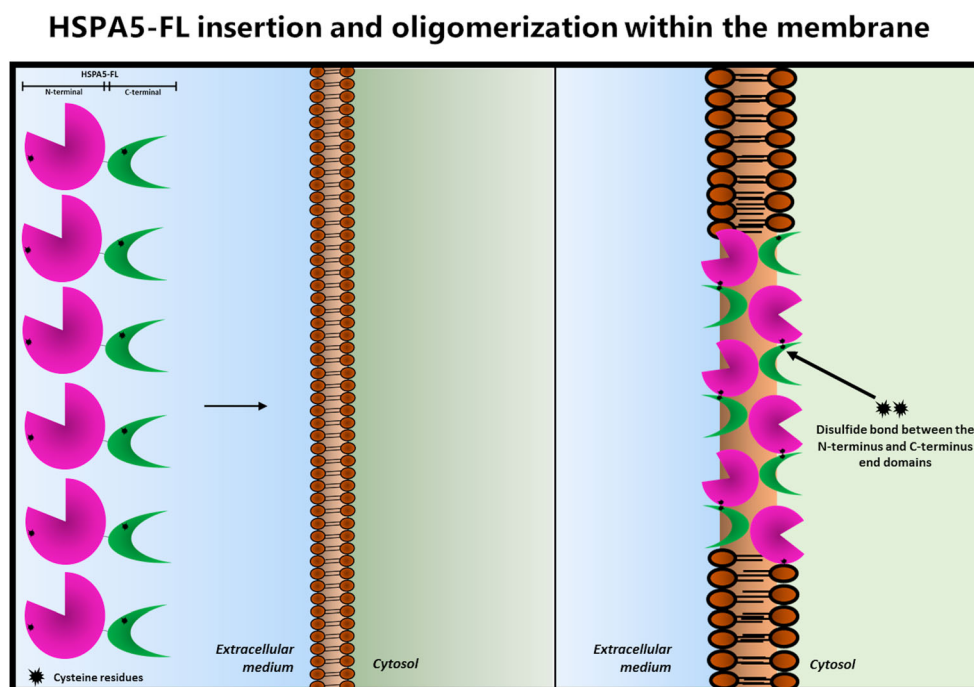 HSPA5-FL insertion and oligomerization within the membrane
HSPA5-FL
N-terminal
C-terminal
Disulfide bond between the
N-terminus and C-terminus
end domains
Extracellular
medium
Cytosol
Extracellular
medium
Cytosol
Cysteine residues